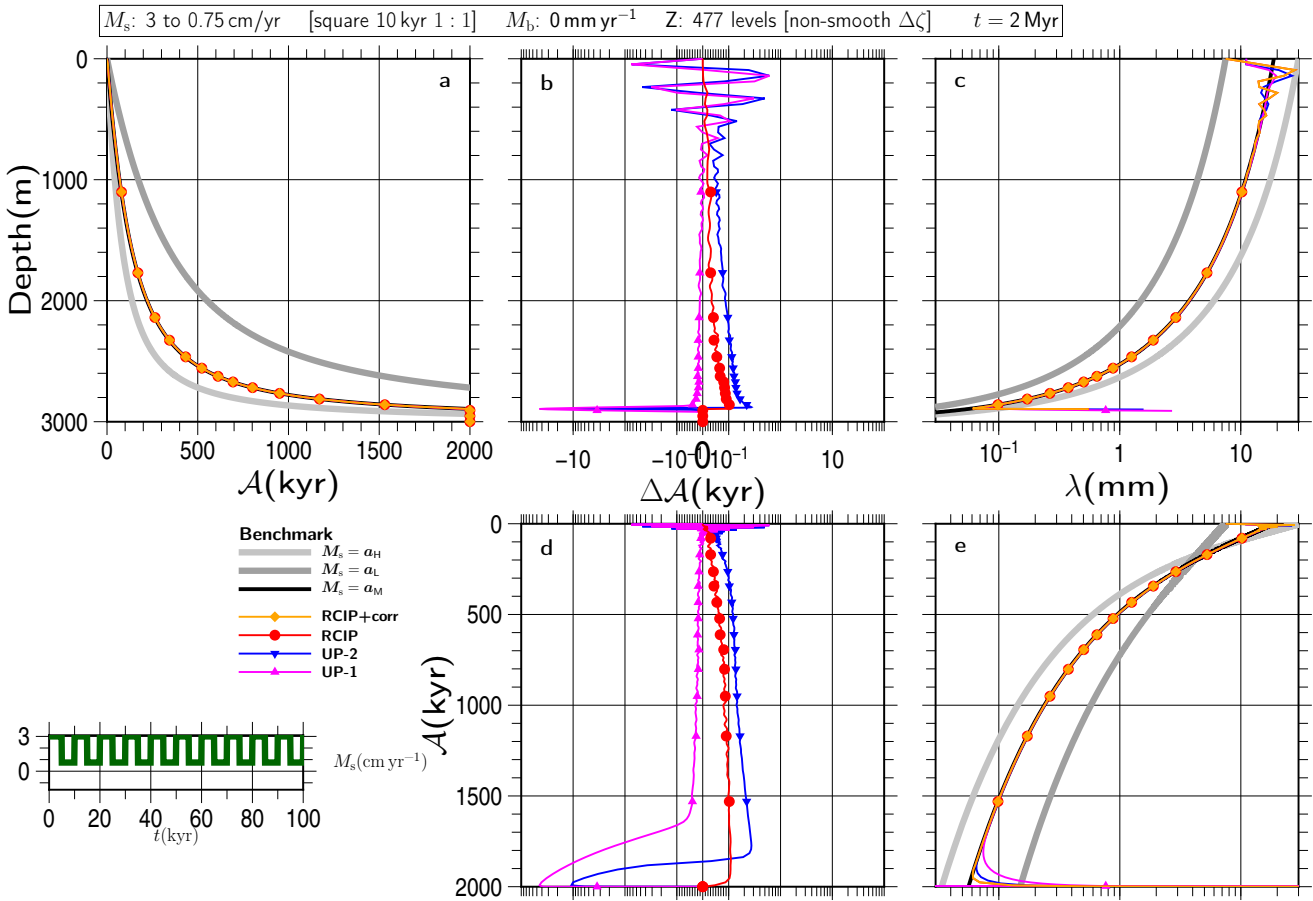 Mₛ: 3 to 0.75 cm/yr [square 10 kyr 1 : 1] M_b: 0 mm yr⁻¹ Z: 477 levels [non-smooth Δζ] t = 2 Myr
a b c
Depth(m)
0
1000
2000
3000
0 500 1000 1500 2000
𝒜(kyr)
−10 −10⁻¹ 0 10⁻¹ 10
Δ𝒜(kyr)
10⁻¹ 1 10
λ(mm)
Benchmark
Mₛ = a_H
Mₛ = a_L
Mₛ = a_M
RCIP+corr
RCIP
UP-2
UP-1
d e
𝒜(kyr)
0
500
1000
1500
2000
3
0
Mₛ(cm yr⁻¹)
0 20 40 60 80 100
t(kyr)